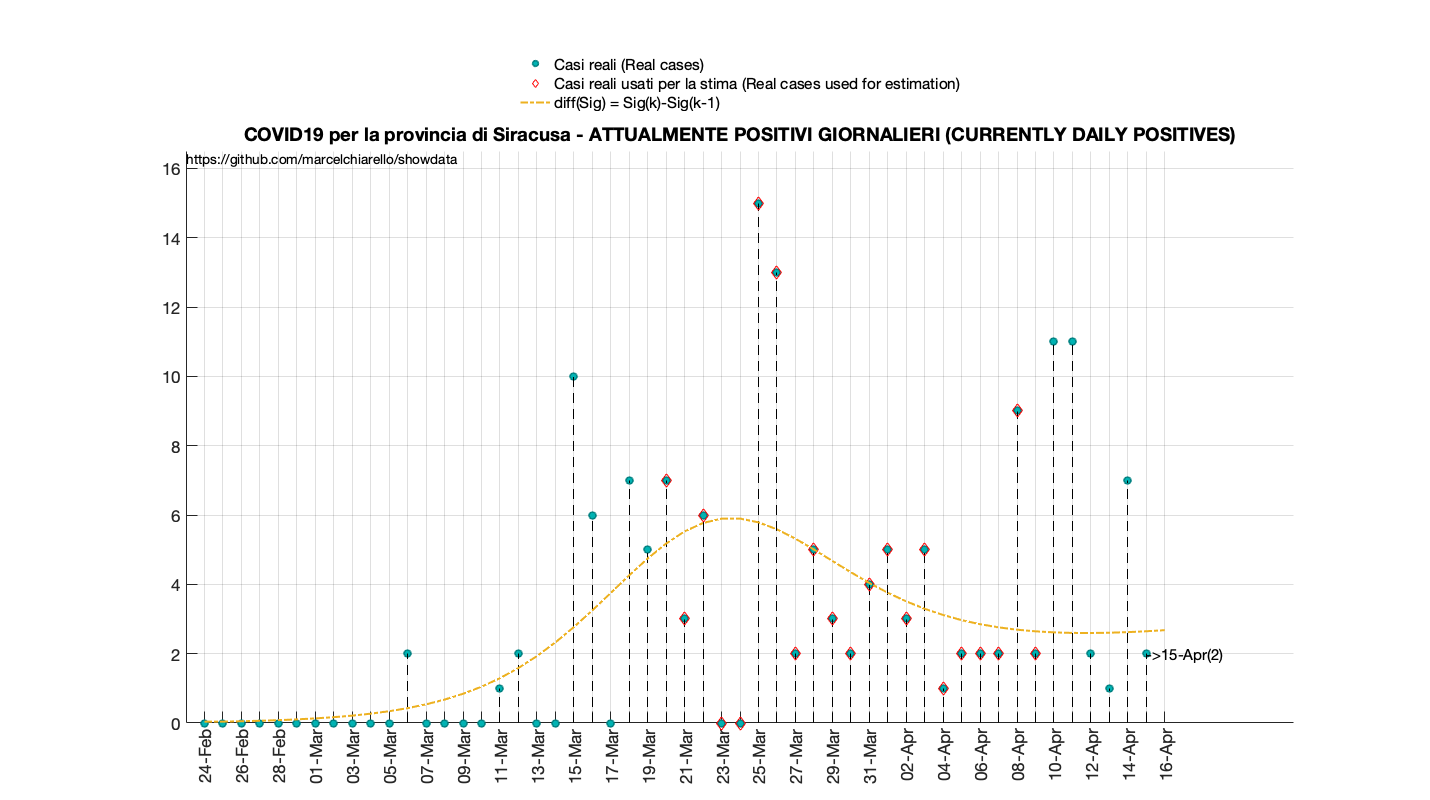 Casi reali (Real cases)
Casi reali usati per la stima (Real cases used for estimation)
diff(Sig) = Sig(k)-Sig(k-1)
COVID19 per la provincia di Siracusa - ATTUALMENTE POSITIVI GIORNALIERI (CURRENTLY DAILY POSITIVES)
https://github.com/marcelchiarello/showdata
16
14
12
10
8
6
4
2
0
->15-Apr(2)
24-Feb
26-Feb
28-Feb
01-Mar
03-Mar
05-Mar
07-Mar
09-Mar
11-Mar
13-Mar
15-Mar
17-Mar
19-Mar
21-Mar
23-Mar
25-Mar
27-Mar
29-Mar
31-Mar
02-Apr
04-Apr
06-Apr
08-Apr
10-Apr
12-Apr
14-Apr
16-Apr